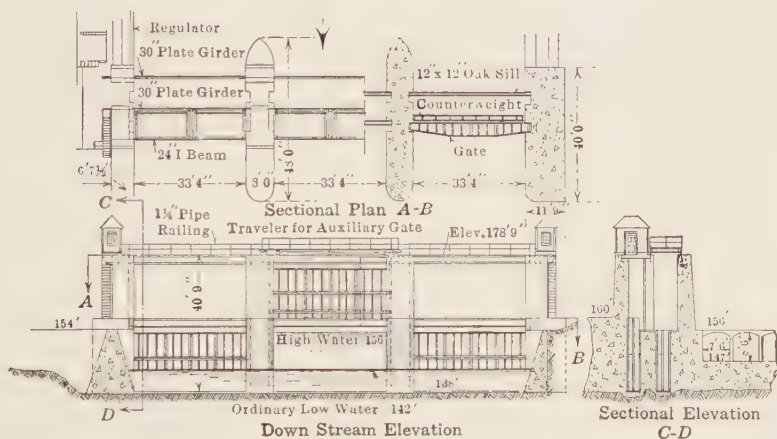 Regulator
30" Plate Girder
30" Plate Girder
12" x 12" Oak Sill
Counterweight
24" I Beam
Gate
40'0"
48'0"
6'7½"
33'4"
8'0"
33'4"
33'4"
11'9"
C
Sectional Plan A-B
1¼" Pipe
Railing
Traveler for Auxiliary Gate
Elev. 178'9"
A
40'9"
160'
156'
154'
High Water 156'
B
147'
138'
D
Ordinary Low Water 142'
Down Stream Elevation
Sectional Elevation
C-D